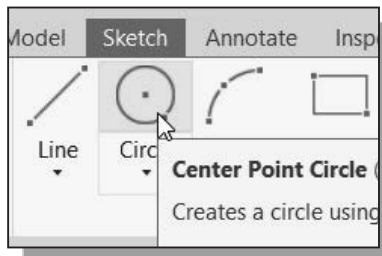 Model Sketch Annotate Insp
Line Circ
Center Point Circle (
Creates a circle using